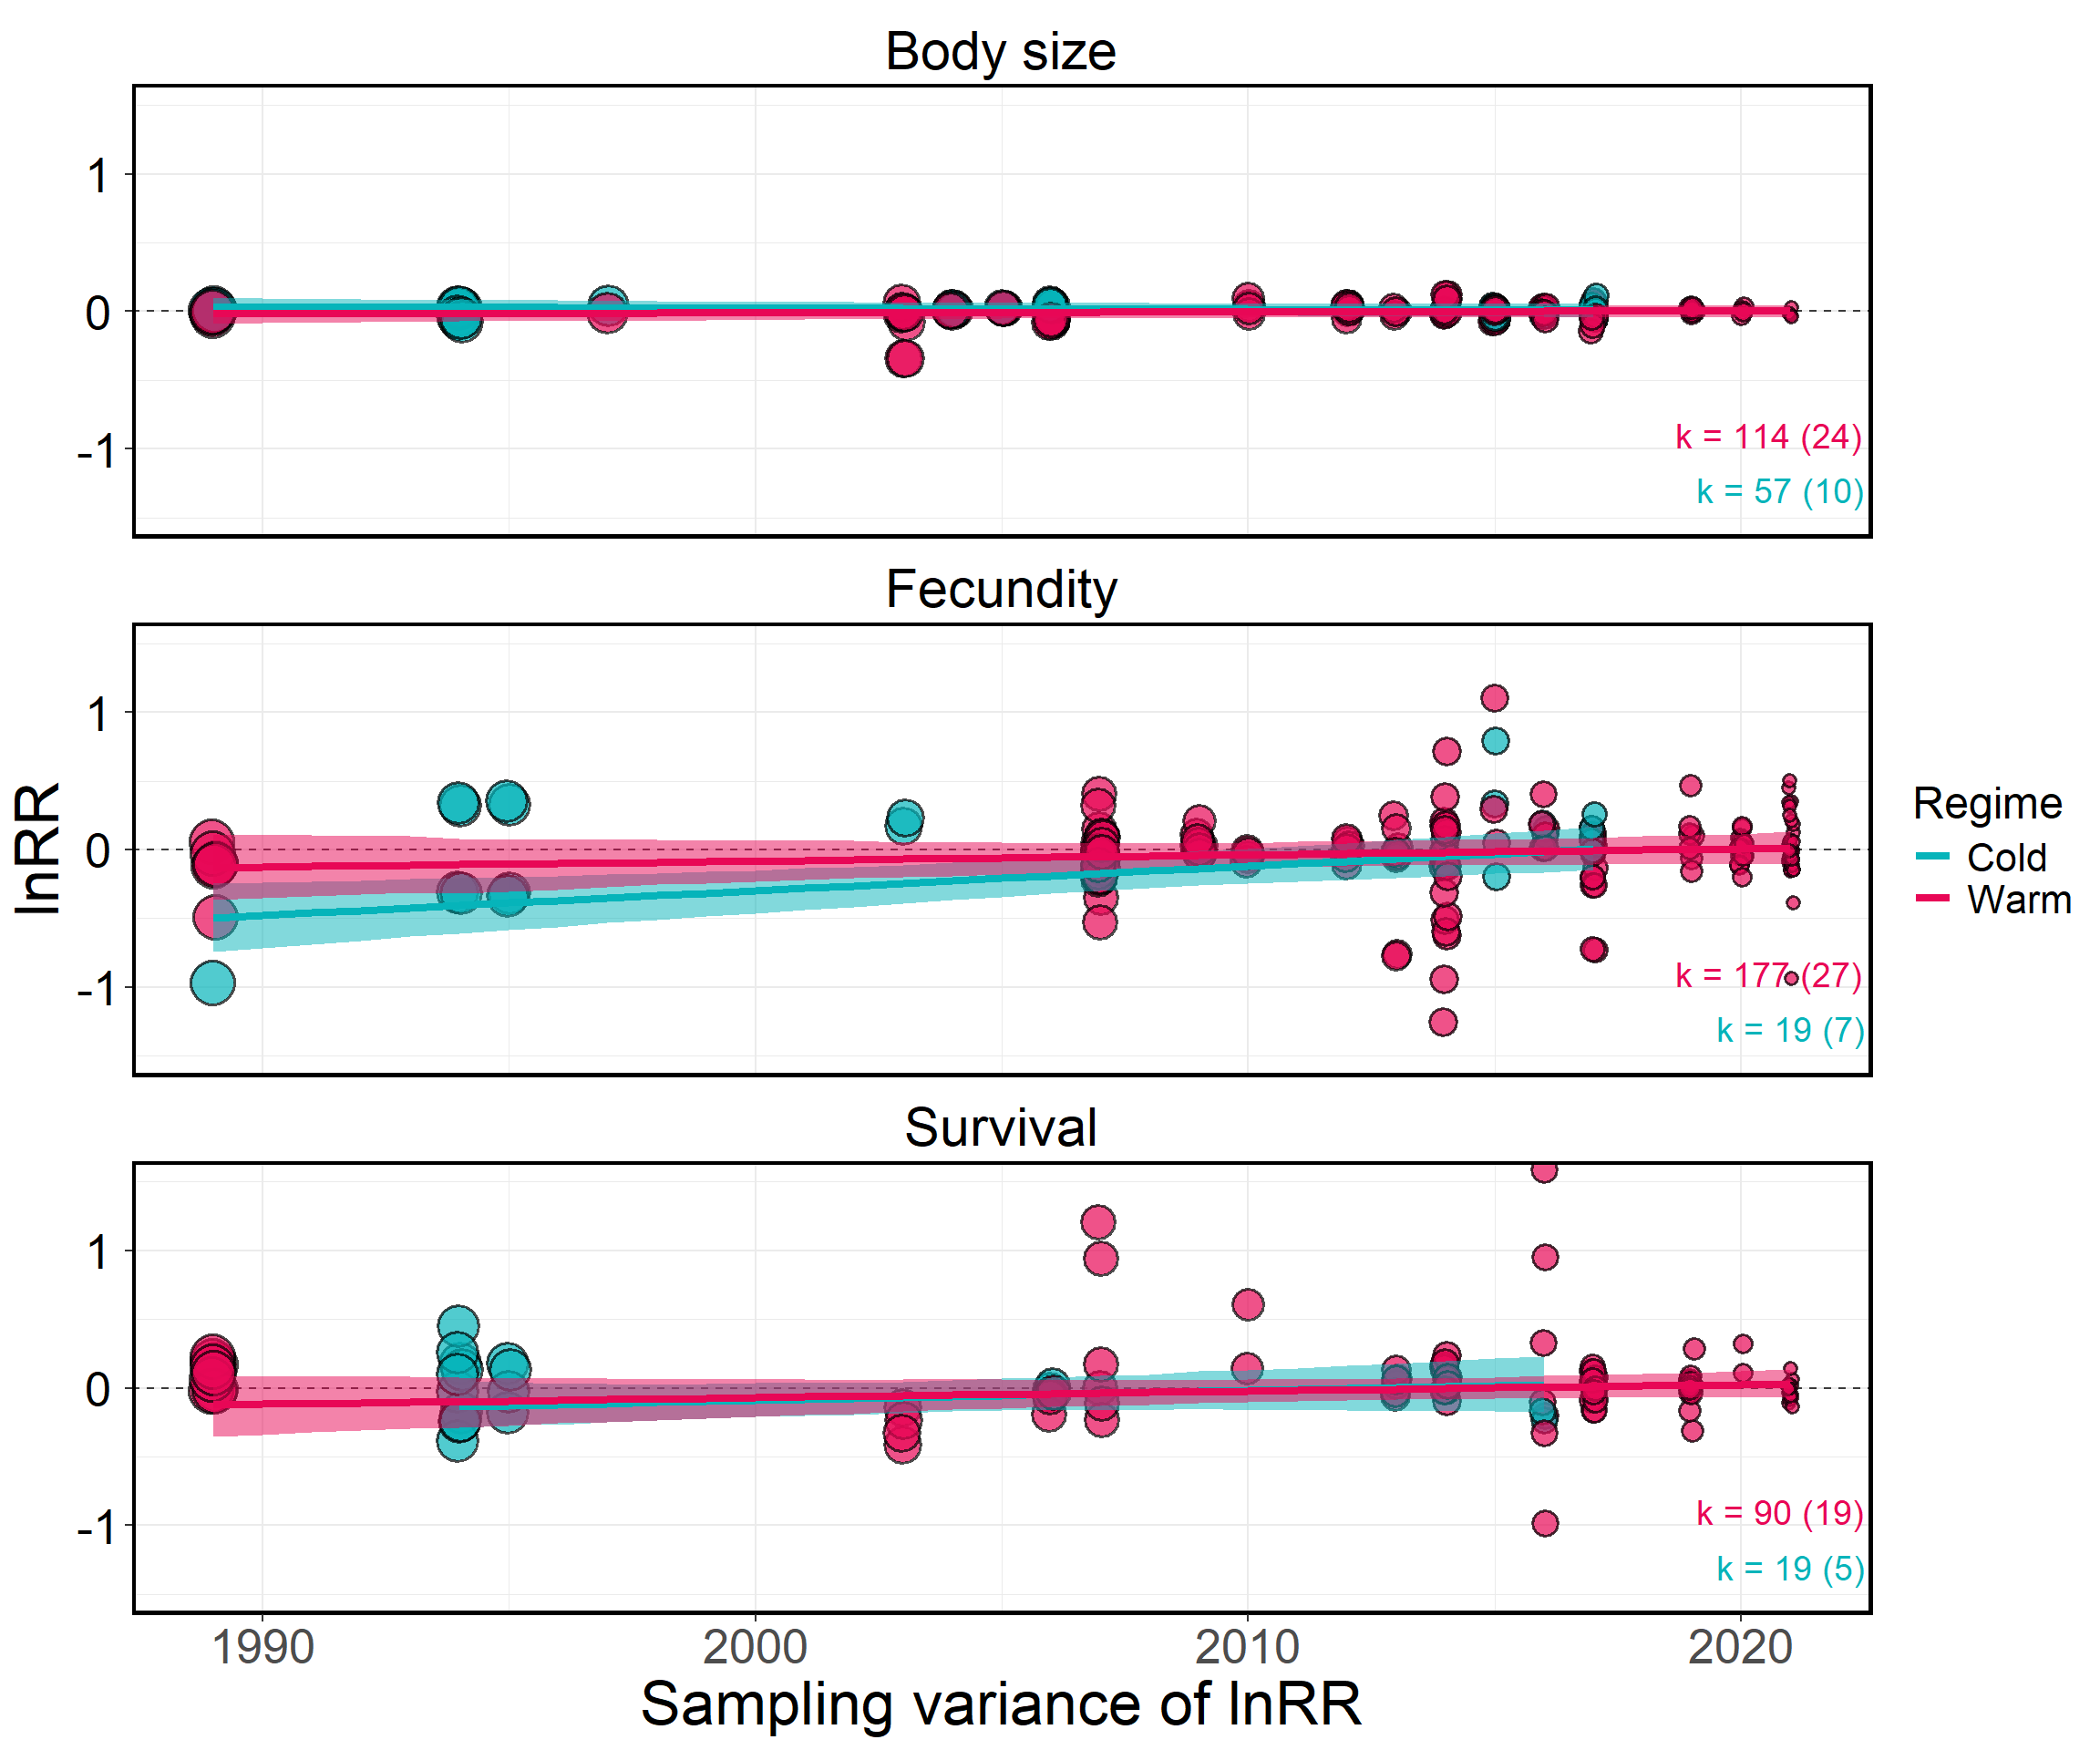 Body size
1
0
-1
k = 114 (24)
k = 57 (10)
Fecundity
1
0
-1
k = 177 (27)
k = 19 (7)
Survival
1
0
-1
k = 90 (19)
k = 19 (5)
1990 2000 2010 2020
Sampling variance of lnRR
lnRR
Regime
Cold
Warm